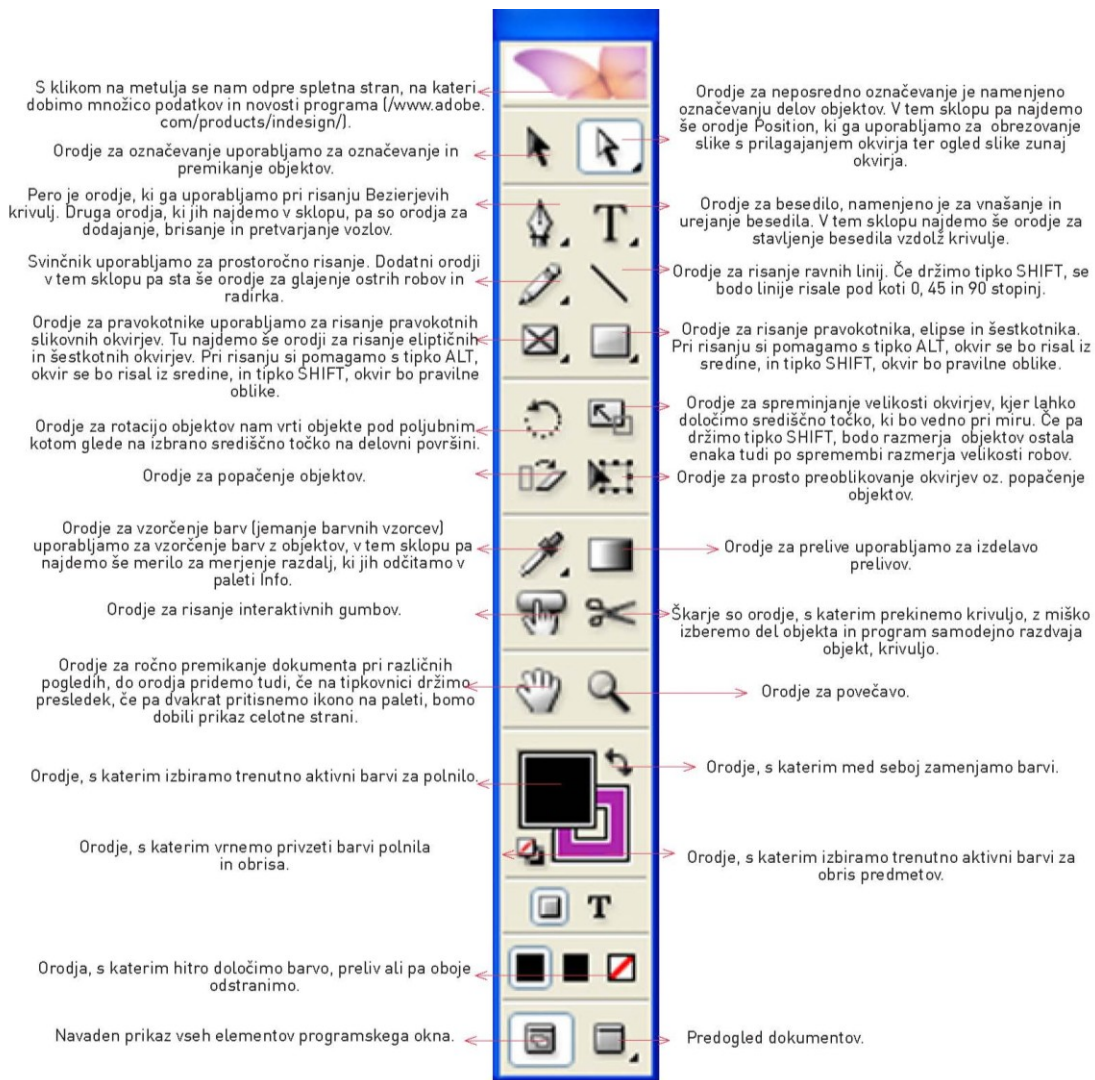 S klikom na metulja se nam odpre spletna stran, na kateri
dobimo množico podatkov in novosti programa (/www.adobe.
com/products/indesign/).
Orodje za označevanje uporabljamo za označevanje in
premikanje objektov.
Pero je orodje, ki ga uporabljamo pri risanju Bezierjevih
krivulj. Druga orodja, ki jih najdemo v sklopu, pa so orodja za
dodajanje, brisanje in pretvarjanje vozlov.
Svinčnik uporabljamo za prostoročno risanje. Dodatni orodji
v tem sklopu pa sta še orodje za glajenje ostrih robov in
radirka.
Orodje za pravokotnike uporabljamo za risanje pravokotnih
slikovnih okvirjev. Tu najdemo še orodji za risanje eliptičnih
in šestkotnih okvirjev. Pri risanju si pomagamo s tipko ALT,
okvir se bo risal iz sredine, in tipko SHIFT, okvir bo pravilne
oblike.
Orodje za rotacijo objektov nam vrti objekte pod poljubnim
kotom glede na izbrano središčno točko na delovni površini.
Orodje za popačenje objektov.
Orodje za vzorčenje barv (jemanje barvnih vzorcev)
uporabljamo za vzorčenje barv z objektov, v tem sklopu pa
najdemo še merilo za merjenje razdalj, ki jih odčitamo v
paleti Info.
Orodje za risanje interaktivnih gumbov.
Orodje za ročno premikanje dokumenta pri različnih
pogledih, do orodja pridemo tudi, če na tipkovnici držimo
presledek, če pa dvakrat pritisnemo ikono na paleti, bomo
dobili prikaz celotne strani.
Orodje, s katerim izbiramo trenutno aktivni barvi za polnilo.
Orodje, s katerim vrnemo privzeti barvi polnila
in obrisa.
Orodja, s katerim hitro določimo barvo, preliv ali pa oboje
odstranimo.
Navaden prikaz vseh elementov programskega okna.
T
T
Orodje za neposredno označevanje je namenjeno
označevanju delov objektov. V tem sklopu pa najdemo
še orodje Position, ki ga uporabljamo za obrezovanje
slike s prilagajanjem okvirja ter ogled slike zunaj
okvirja.
Orodje za besedilo, namenjeno je za vnašanje in
urejanje besedila. V tem sklopu najdemo še orodje za
stavljenje besedila vzdolž krivulje.
Orodje za risanje ravnih linij. Če držimo tipko SHIFT, se
bodo linije risale pod koti 0, 45 in 90 stopinj.
Orodje za risanje pravokotnika, elipse in šestkotnika.
Pri risanju si pomagamo s tipko ALT, okvir se bo risal iz
sredine, in tipko SHIFT, okvir bo pravilne oblike.
Orodje za spreminjanje velikosti okvirjev, kjer lahko
določimo središčno točko, ki bo vedno pri miru. Če pa
držimo tipko SHIFT, bodo razmerja objektov ostala
enaka tudi po spremembi razmerja velikosti robov.
Orodje za prosto preoblikovanje okvirjev oz. popačenje
objektov.
Orodje za prelive uporabljamo za izdelavo
prelivov.
Škarje so orodje, s katerim prekinemo krivuljo, z miško
izberemo del objekta in program samodejno razdvaja
objekt, krivuljo.
Orodje za povečavo.
Orodje, s katerim med seboj zamenjamo barvi.
Orodje, s katerim izbiramo trenutno aktivni barvi za
obris predmetov.
Predogled dokumentov.